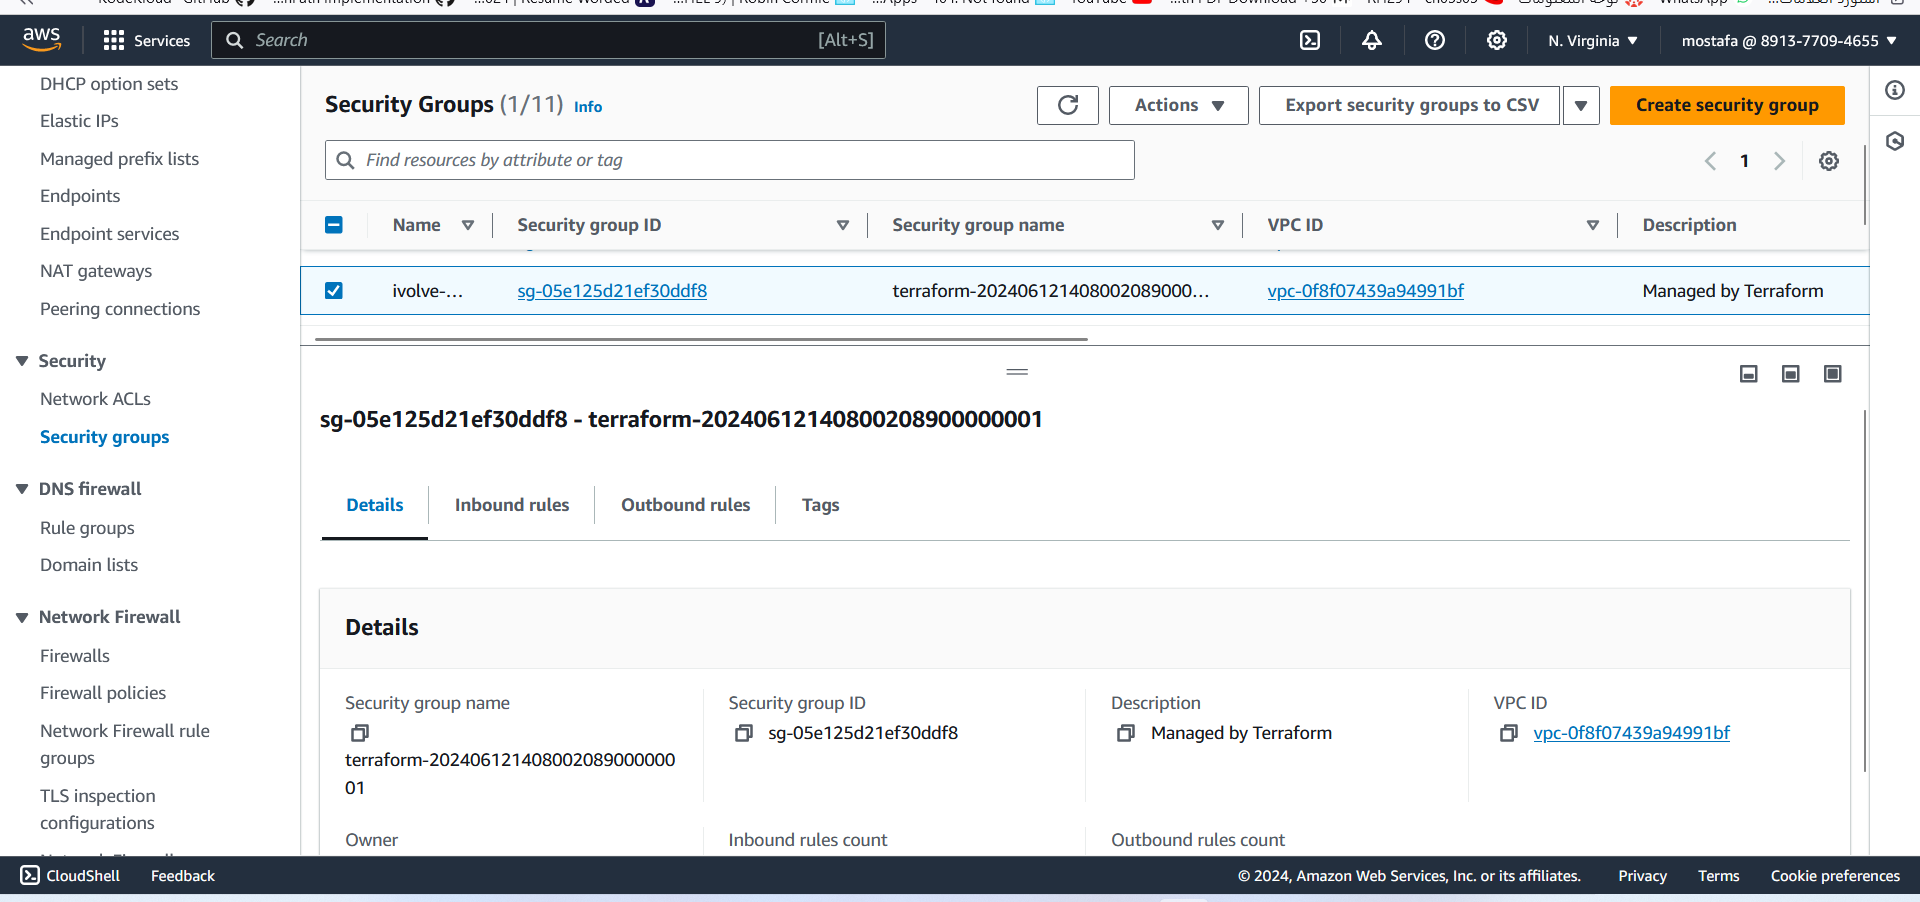 aws
Services
Search
[Alt+S]
N. Virginia
mostafa @ 8913-7709-4655
DHCP option sets
Elastic IPs
Managed prefix lists
Endpoints
Endpoint services
NAT gateways
Peering connections
Security
Network ACLs
Security groups
DNS firewall
Rule groups
Domain lists
Network Firewall
Firewalls
Firewall policies
Network Firewall rule
groups
TLS inspection
configurations
Security Groups (1/11) Info
Actions
Export security groups to CSV
Create security group
Find resources by attribute or tag
1
Name
Security group ID
Security group name
VPC ID
Description
ivolve-...
sg-05e125d21ef30ddf8
terraform-202406121408002089000...
vpc-0f8f07439a94991bf
Managed by Terraform
sg-05e125d21ef30ddf8 - terraform-20240612140800208900000001
Details
Inbound rules
Outbound rules
Tags
Details
Security group name
terraform-202406121408002089000000
01
Security group ID
sg-05e125d21ef30ddf8
Description
Managed by Terraform
VPC ID
vpc-0f8f07439a94991bf
Owner
Inbound rules count
Outbound rules count
CloudShell
Feedback
© 2024, Amazon Web Services, Inc. or its affiliates.
Privacy
Terms
Cookie preferences